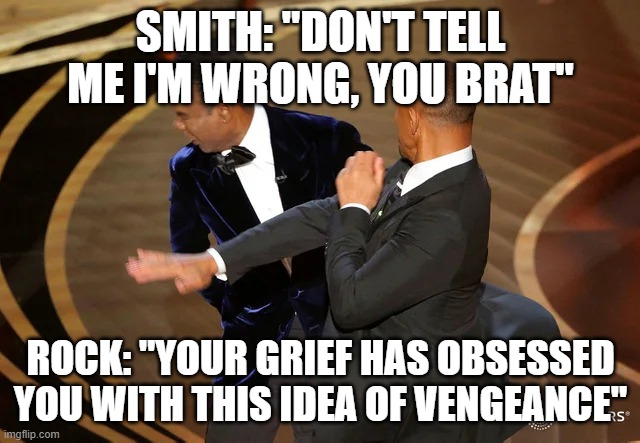 SMITH: "DON'T TELL
ME I'M WRONG, YOU BRAT"
ROCK: "YOUR GRIEF HAS OBSESSED
YOU WITH THIS IDEA OF VENGEANCE"
RS®
imgflip.com